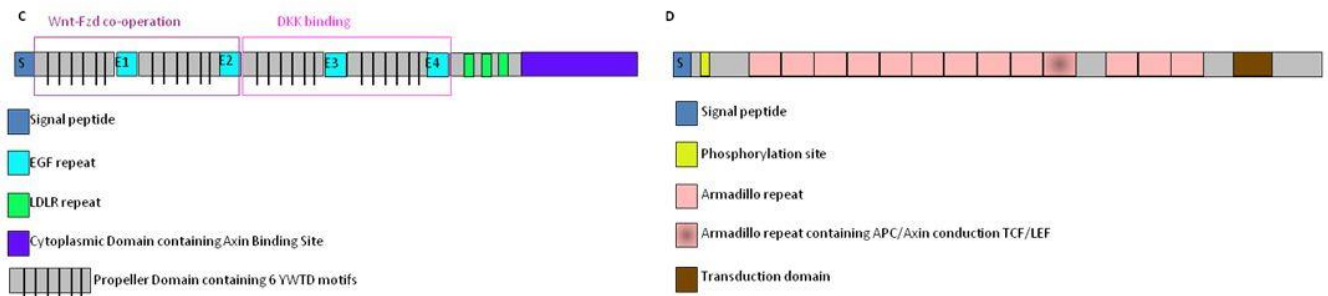 C
Wnt-Fzd co-operation
DKK binding
S
E1
E2
E3
E4
Signal peptide
EGF repeat
LDLR repeat
Cytoplasmic Domain containing Axin Binding Site
Propeller Domain containing 6 YWTD motifs
D
S
Signal peptide
Phosphorylation site
Armadillo repeat
Armadillo repeat containing APC/Axin conduction TCF/LEF
Transduction domain